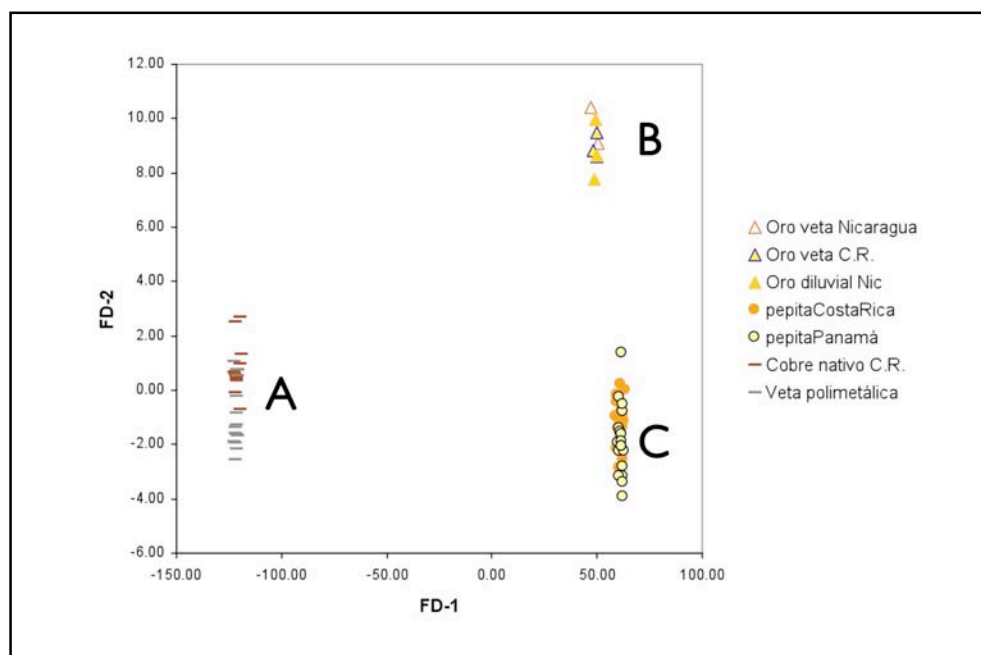 12.00
10.00
8.00
6.00
4.00
2.00
0.00
-2.00
-4.00
-6.00
FD-2
-150.00 -100.00 -50.00 0.00 50.00 100.00
FD-1
A
B
C
Oro veta Nicaragua
Oro veta C.R.
Oro diluvial Nic
pepitaCostaRica
pepitaPanamá
Cobre nativo C.R.
Veta polimetálica